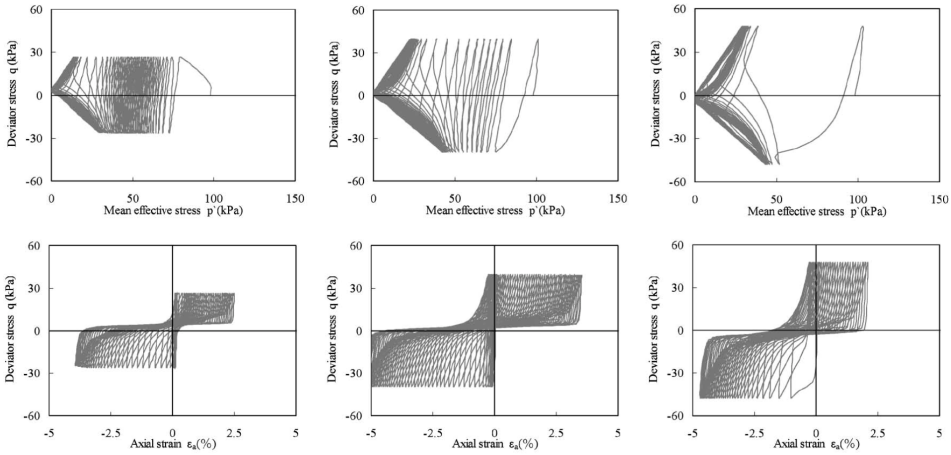 60
30
0
-30
-60
Deviator stress q (kPa)
0 50 100 150
Mean effective stress p`(kPa)
60
30
0
-30
-60
Deviator stress q (kPa)
0 50 100 150
Mean effective stress p`(kPa)
60
30
0
-30
-60
Deviator stress q (kPa)
0 50 100 150
Mean effective stress p`(kPa)
60
30
0
-30
-60
Deviator stress q (kPa)
-5 -2.5 0 2.5 5
Axial strain εa(%)
60
30
0
-30
-60
Deviator stress q (kPa)
-5 -2.5 0 2.5 5
Axial strain εa(%)
60
30
0
-30
-60
Deviator stress q (kPa)
-5 -2.5 0 2.5 5
Axial strain εa(%)